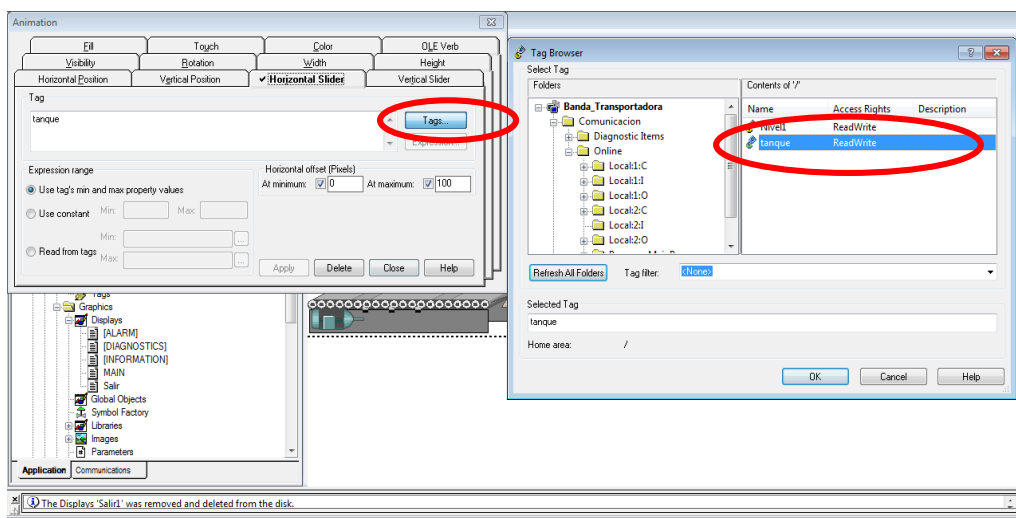 Animation
Fill Touch Color OLE Verb
Visibility Rotation Width Height
Horizontal Position Vertical Position Horizontal Slider Vertical Slider
Tag
tanque
Tags...
Expression...
Expression range
Use tag's min and max property values
Use constant Min: Max:
Read from tags Min: ...
Max: ...
Horizontal offset (Pixels)
At minimum: 0 At maximum: 100
Apply Delete Close Help
Tags
Graphics
Displays
[ALARM]
[DIAGNOSTICS]
[INFORMATION]
MAIN
Salir
Global Objects
Symbol Factory
Libraries
Images
Parameters
Application Communications
The Displays 'Salir1' was removed and deleted from the disk.
Tag Browser
Select Tag
Folders
Banda_Transportadora
Comunicacion
Diagnostic Items
Online
Local:1:C
Local:1:I
Local:1:O
Local:2:C
Local:2:I
Local:2:O
Contents of '/'
Name Access Rights Description
Nivel1 ReadWrite
tanque ReadWrite
Refresh All Folders Tag filter: <None>
Selected Tag
tanque
Home area: /
OK Cancel Help